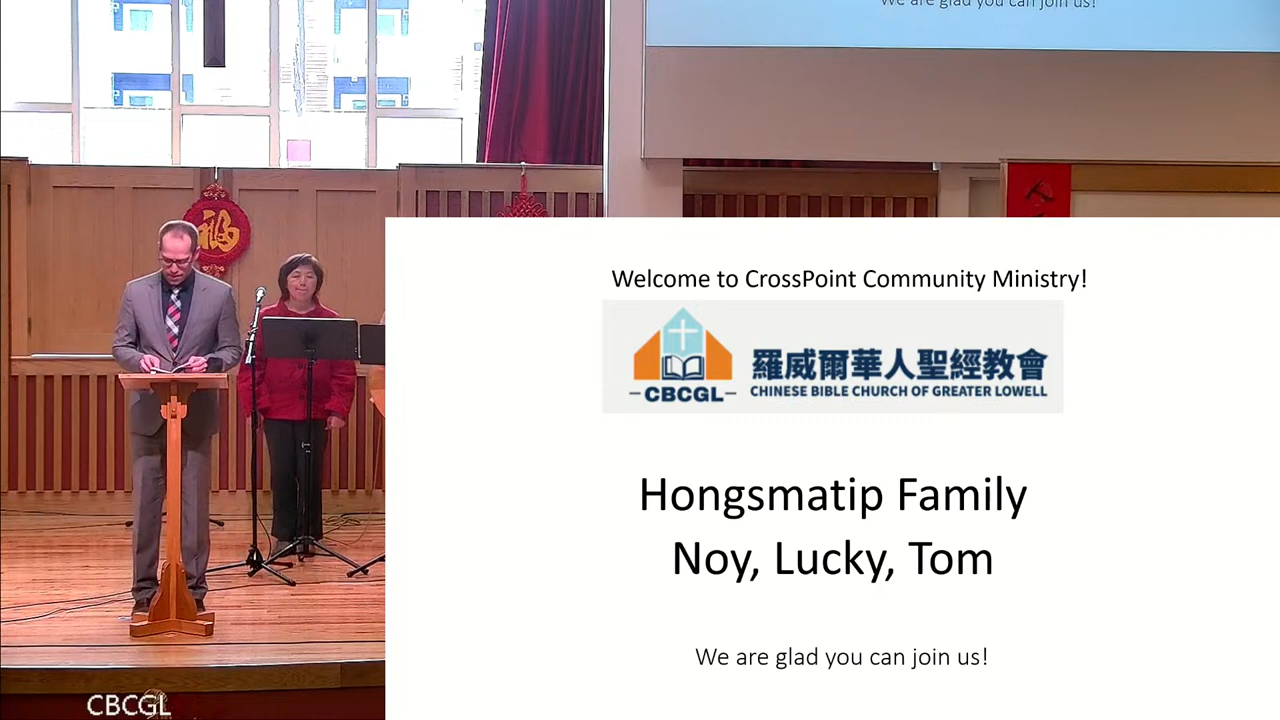 We are glad you can join us!
福
Welcome to CrossPoint Community Ministry!
羅威爾華人聖經教會
CBCGL
CHINESE BIBLE CHURCH OF GREATER LOWELL
Hongsmatip Family
Noy, Lucky, Tom
We are glad you can join us!
CBCGL